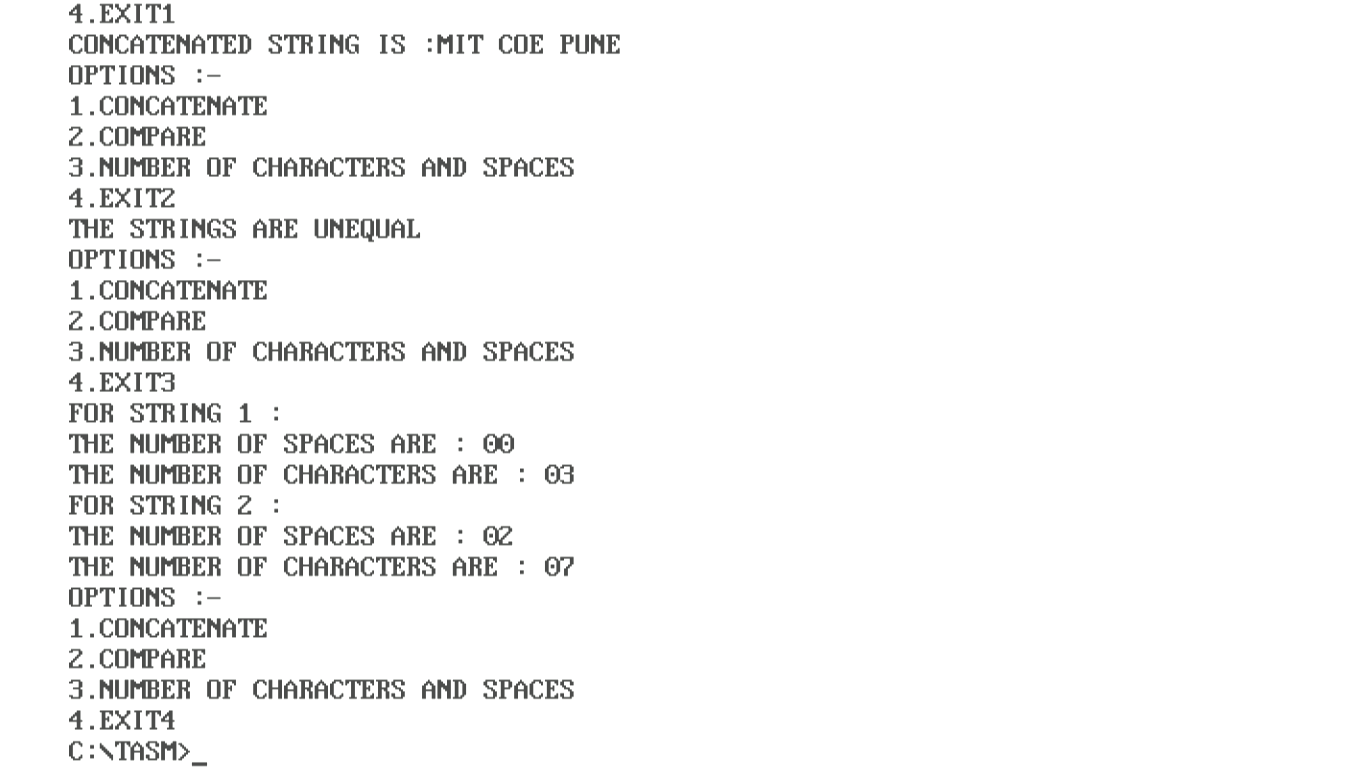 4.EXIT1
CONCATENATED STRING IS :MIT COE PUNE
OPTIONS :-
1.CONCATENATE
2.COMPARE
3.NUMBER OF CHARACTERS AND SPACES
4.EXIT2
THE STRINGS ARE UNEQUAL
OPTIONS :-
1.CONCATENATE
2.COMPARE
3.NUMBER OF CHARACTERS AND SPACES
4.EXIT3
FOR STRING 1 :
THE NUMBER OF SPACES ARE : 00
THE NUMBER OF CHARACTERS ARE : 03
FOR STRING 2 :
THE NUMBER OF SPACES ARE : 02
THE NUMBER OF CHARACTERS ARE : 07
OPTIONS :-
1.CONCATENATE
2.COMPARE
3.NUMBER OF CHARACTERS AND SPACES
4.EXIT4
C:\TASM>_